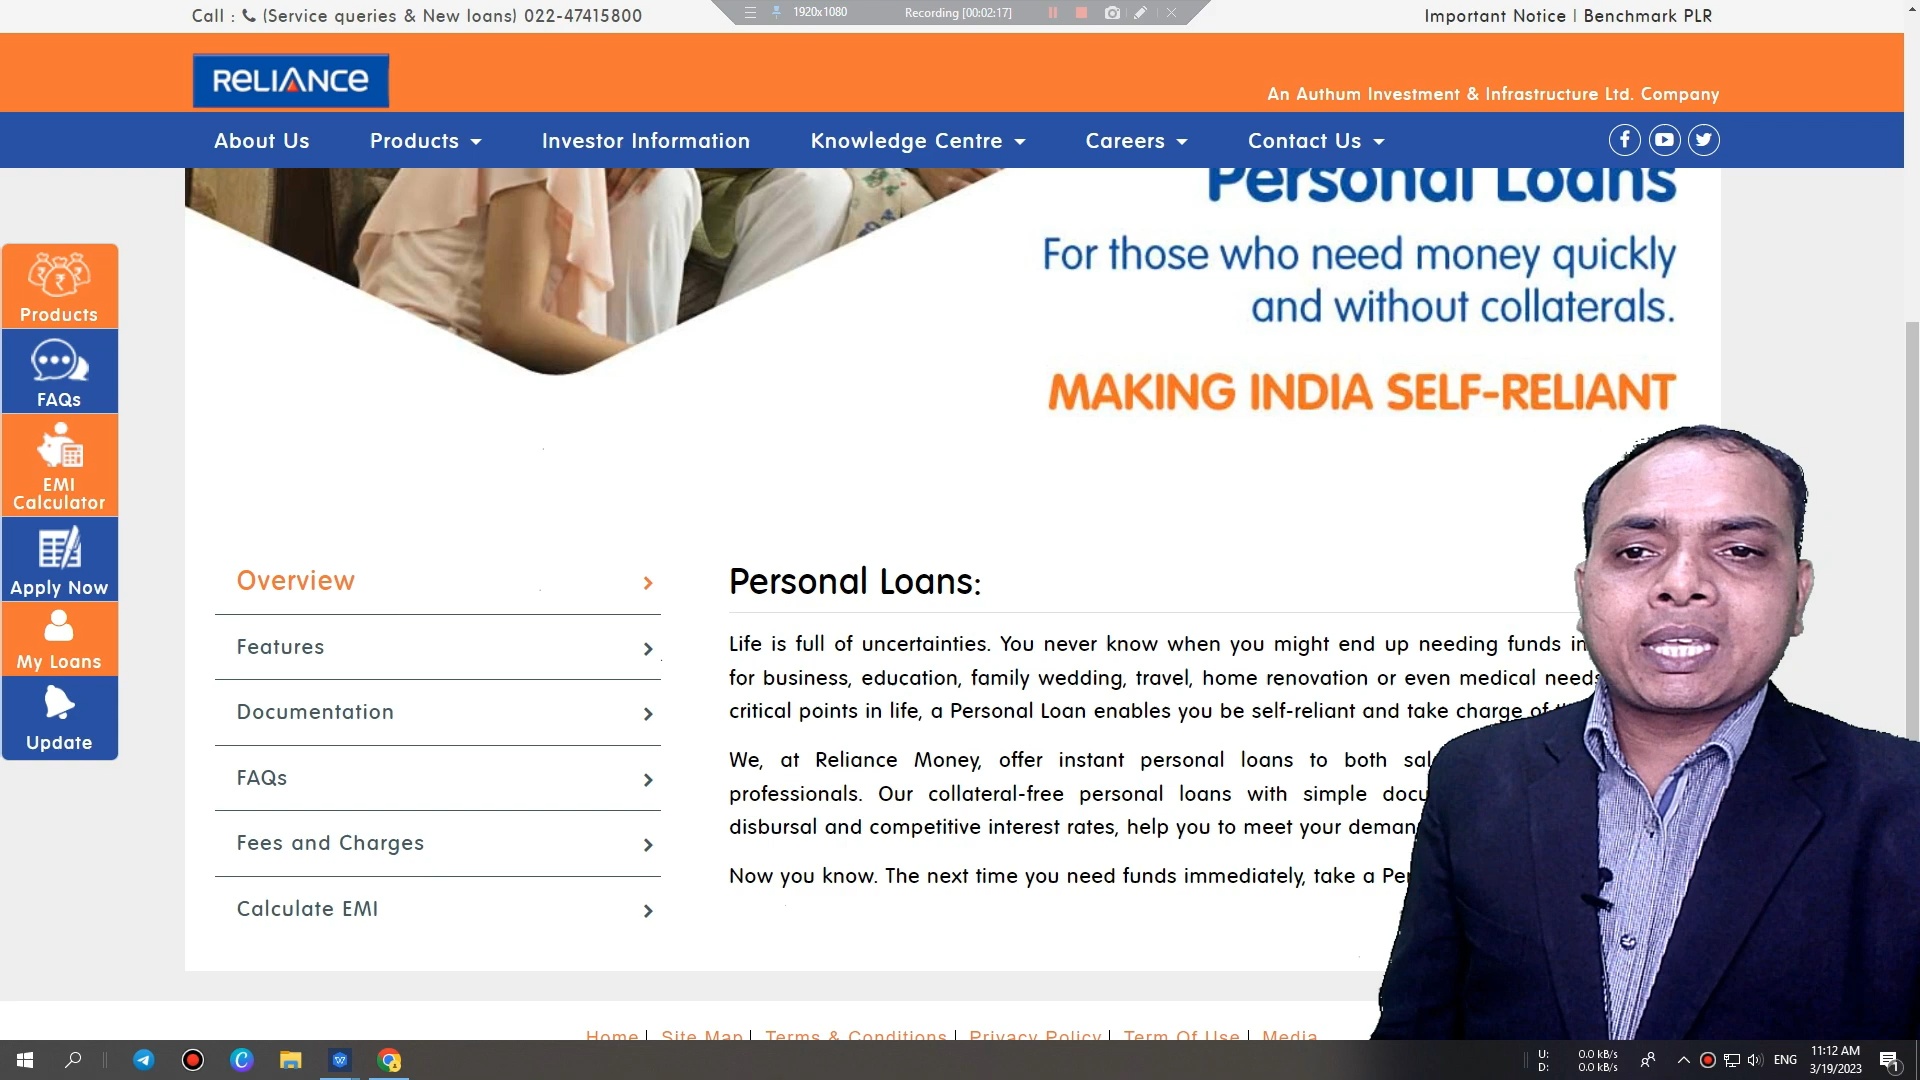 Call : (Service queries & New loans) 022-47415800
1920x1080
Recording [00:02:17]
Important Notice | Benchmark PLR
RELIANCE
An Authum Investment & Infrastructure Ltd. Company
About Us
Products
Investor Information
Knowledge Centre
Careers
Contact Us
Personal Loans
For those who need money quickly
and without collaterals.
MAKING INDIA SELF-RELIANT
Products
FAQs
EMI
Calculator
Apply Now
My Loans
Update
Overview
Features
Documentation
FAQs
Fees and Charges
Calculate EMI
Personal Loans:
Life is full of uncertainties. You never know when you might end up needing funds
for business, education, family wedding, travel, home renovation or even medical needs
critical points in life, a Personal Loan enables you be self-reliant and take charge of
We, at Reliance Money, offer instant personal loans to both
professionals. Our collateral-free personal loans with simple
disbursal and competitive interest rates, help you to meet your
Now you know. The next time you need funds immediately, take a
Home | Site Map | Terms & Conditions | Privacy Policy | Term Of Use | Media
U: 0.0 kB/s
D: 0.0 kB/s
ENG
11:12 AM
3/19/2023
1